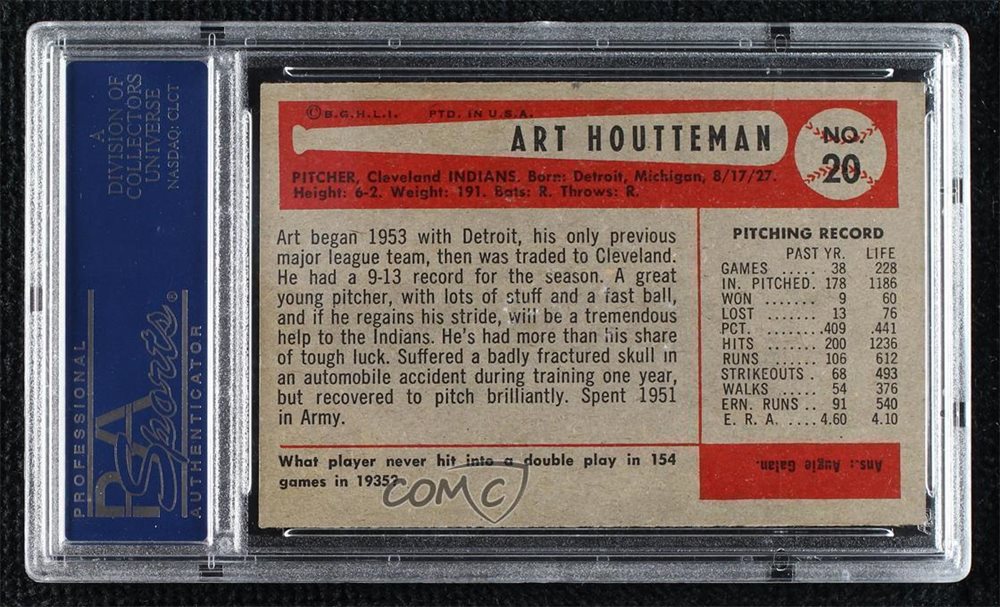 A
DIVISION OF
COLLECTORS
UNIVERSE
NASDAQ: CLCT
PROFESSIONAL
PSA
Sports®
AUTHENTICATOR
©B.G.H.L.I. PTD. IN U.S.A.
ART HOUTTEMAN
NO.
20
PITCHER, Cleveland INDIANS. Born: Detroit, Michigan, 8/17/27.
Height: 6-2. Weight: 191. Bats: R. Throws: R.
Art began 1953 with Detroit, his only previous
major league team, then was traded to Cleveland.
He had a 9-13 record for the season. A great
young pitcher, with lots of stuff and a fast ball,
and if he regains his stride, will be a tremendous
help to the Indians. He's had more than his share
of tough luck. Suffered a badly fractured skull in
an automobile accident during training one year,
but recovered to pitch brilliantly. Spent 1951
in Army.
PITCHING RECORD
PAST YR. LIFE
GAMES ..... 38 228
IN. PITCHED. 178 1186
WON ....... 9 60
LOST ....... 13 76
PCT. ...... .409 .441
HITS ...... 200 1236
RUNS ...... 106 612
STRIKEOUTS . 68 493
WALKS ..... 54 376
ERN. RUNS .. 91 540
E. R. A. .... 4.60 4.10
What player never hit into a double play in 154
games in 1935?
Ans.: Augie Galan.
COMC